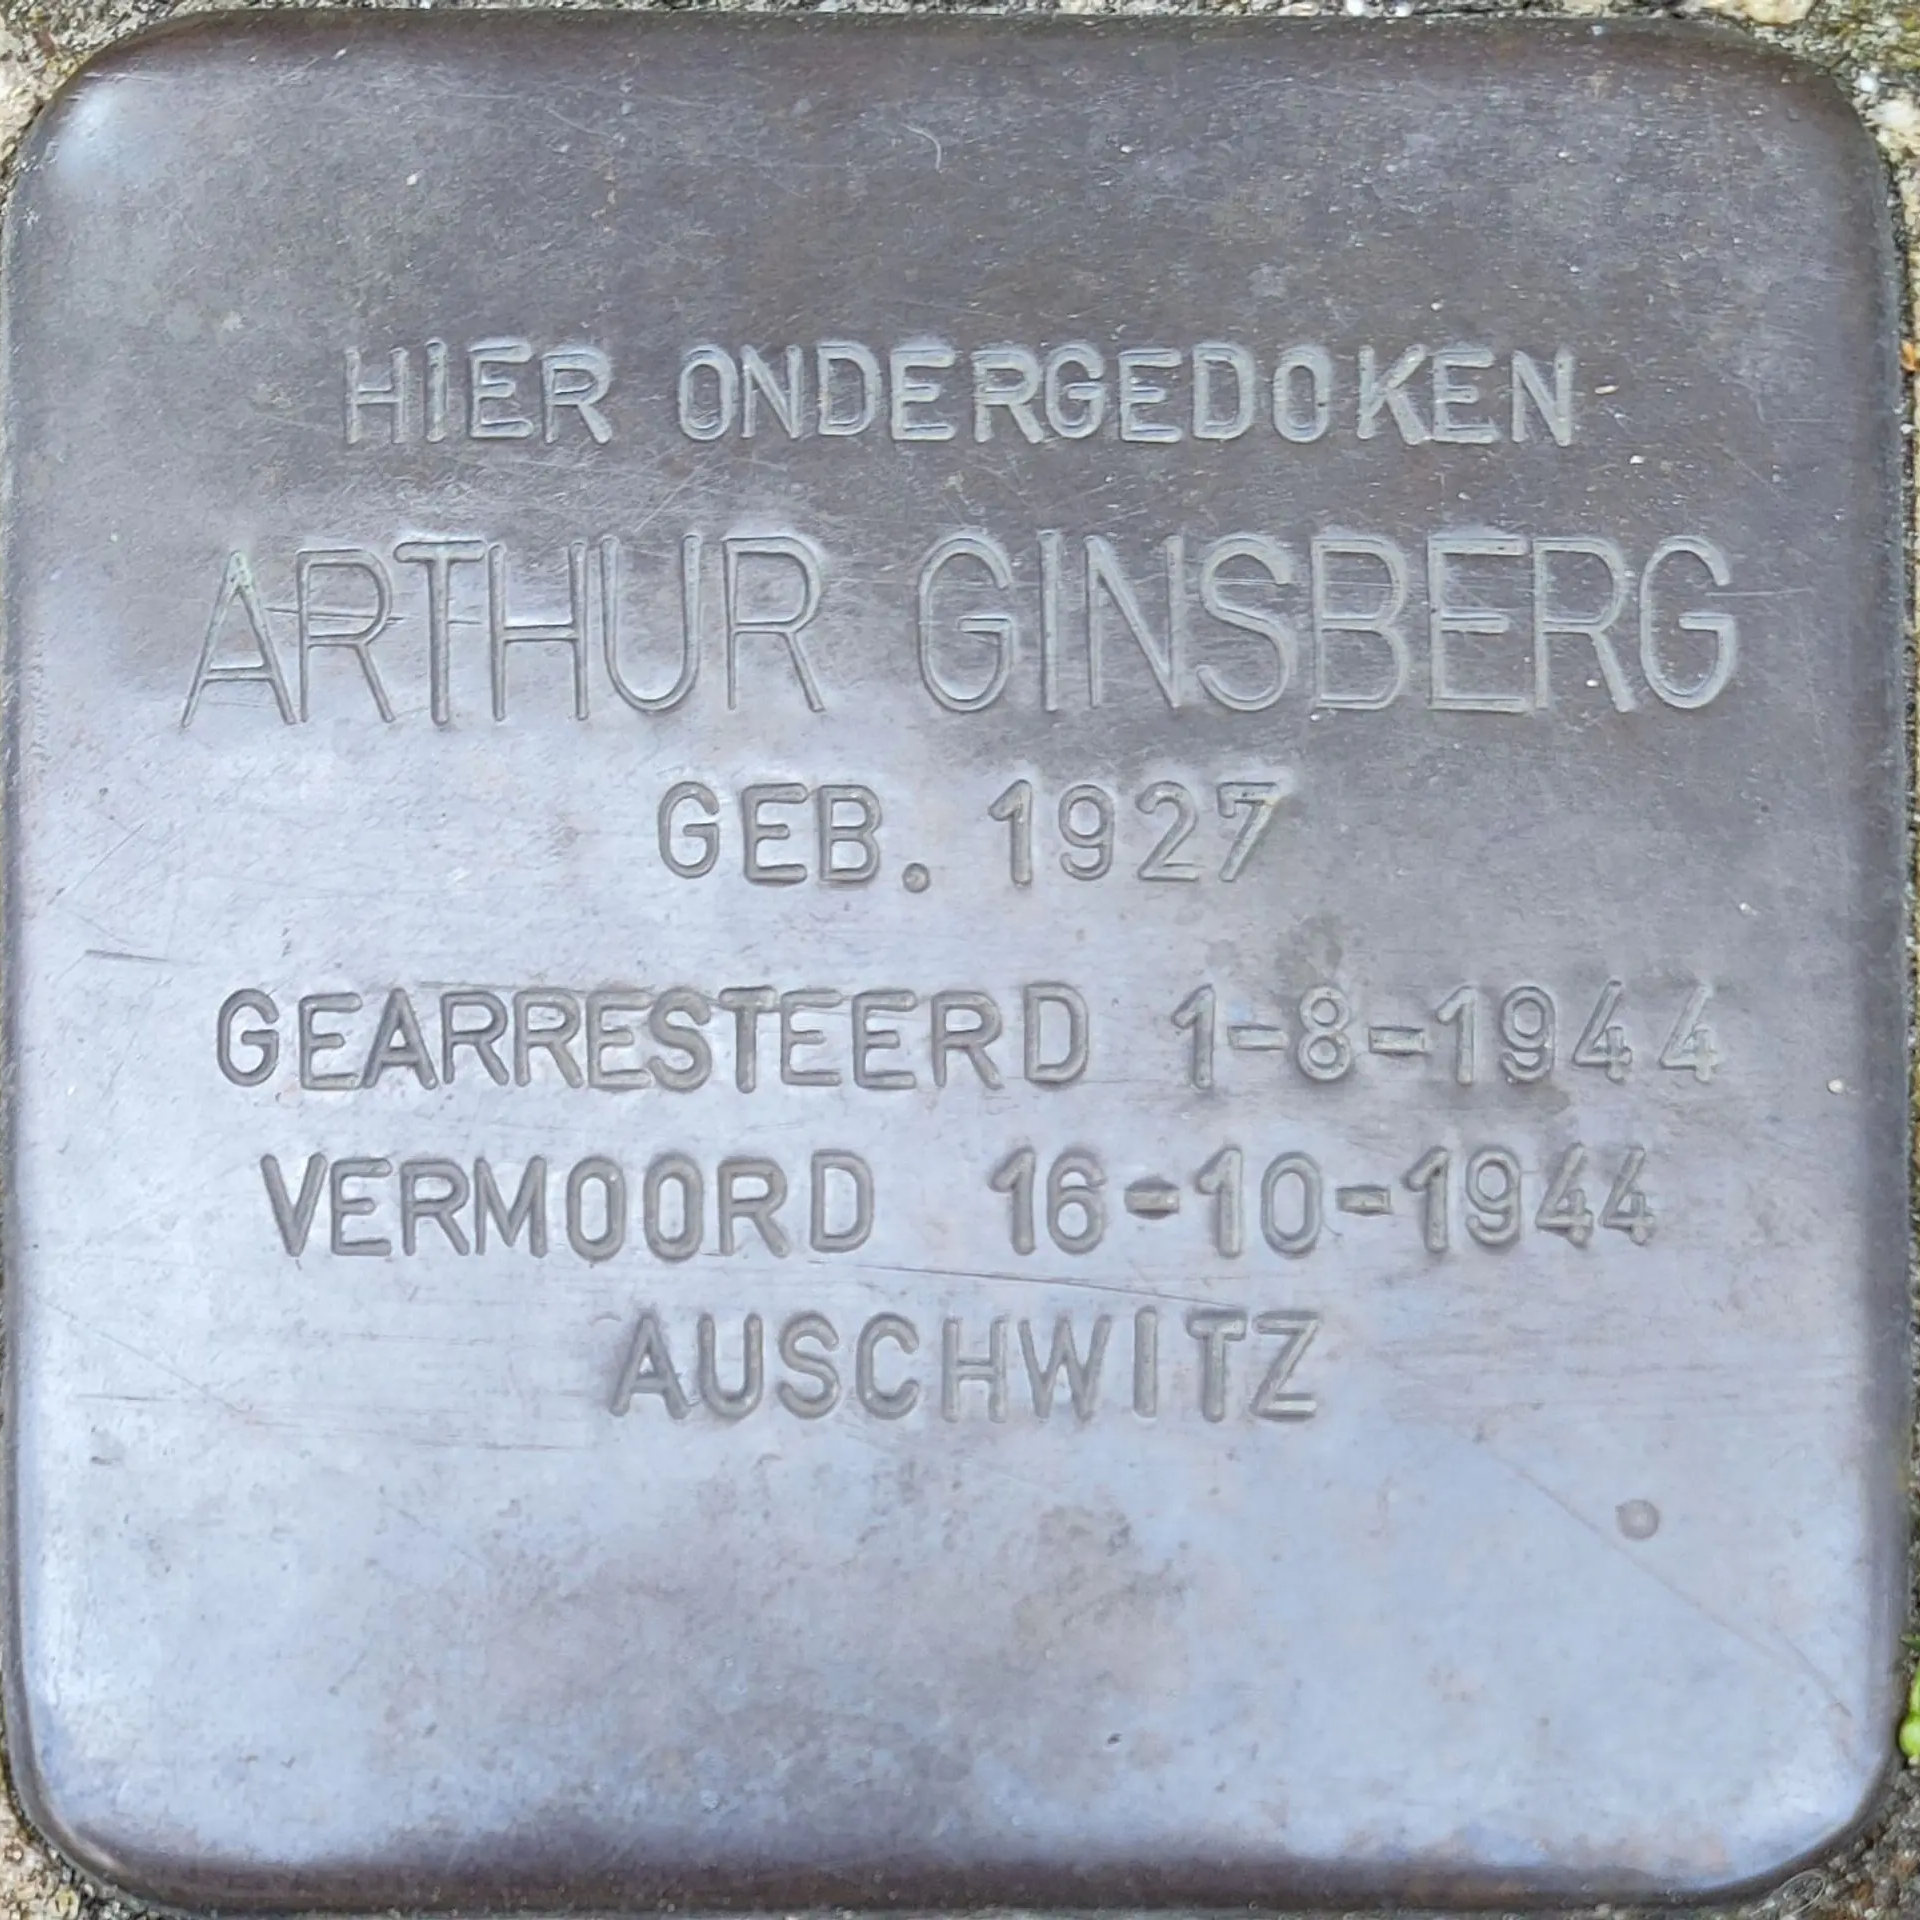 HIER ONDERGEDOKEN
ARTHUR GINSBERG
GEB. 1927
GEARRESTEERD 1-8-1944
VERMOORD 16-10-1944
AUSCHWITZ